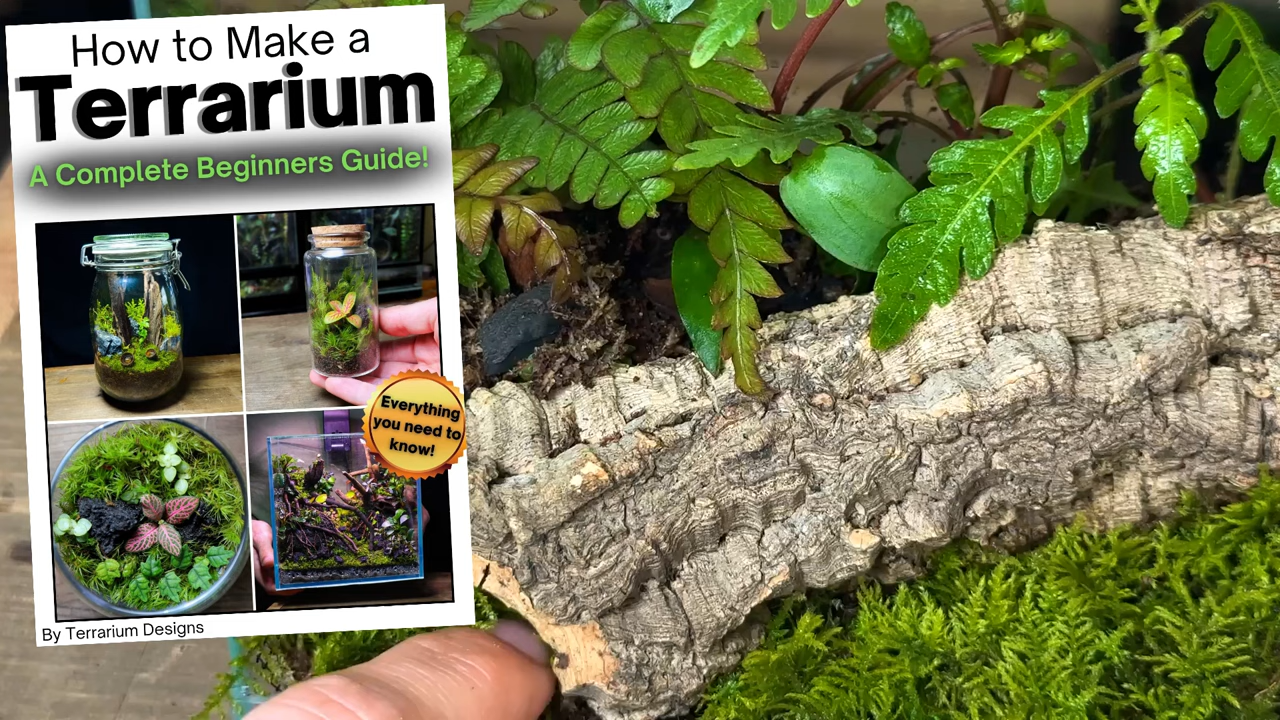 How to Make a
Terrarium
A Complete Beginners Guide!
Everything
you need to
know!
By Terrarium Designs